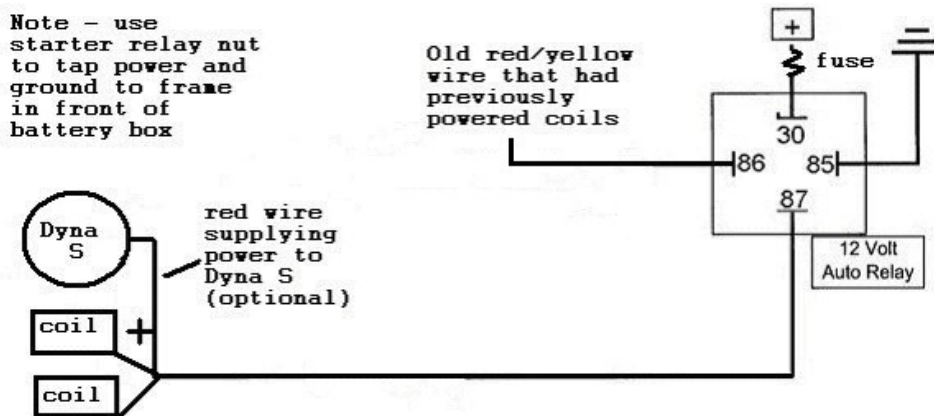 Note - use
starter relay nut
to tap power and
ground to frame
in front of
battery box
Old red/yellow
wire that had
previously
powered coils
+
fuse
30
86
85
87
12 Volt
Auto Relay
Dyna
S
red wire
supplying
power to
Dyna S
(optional)
coil
+
coil